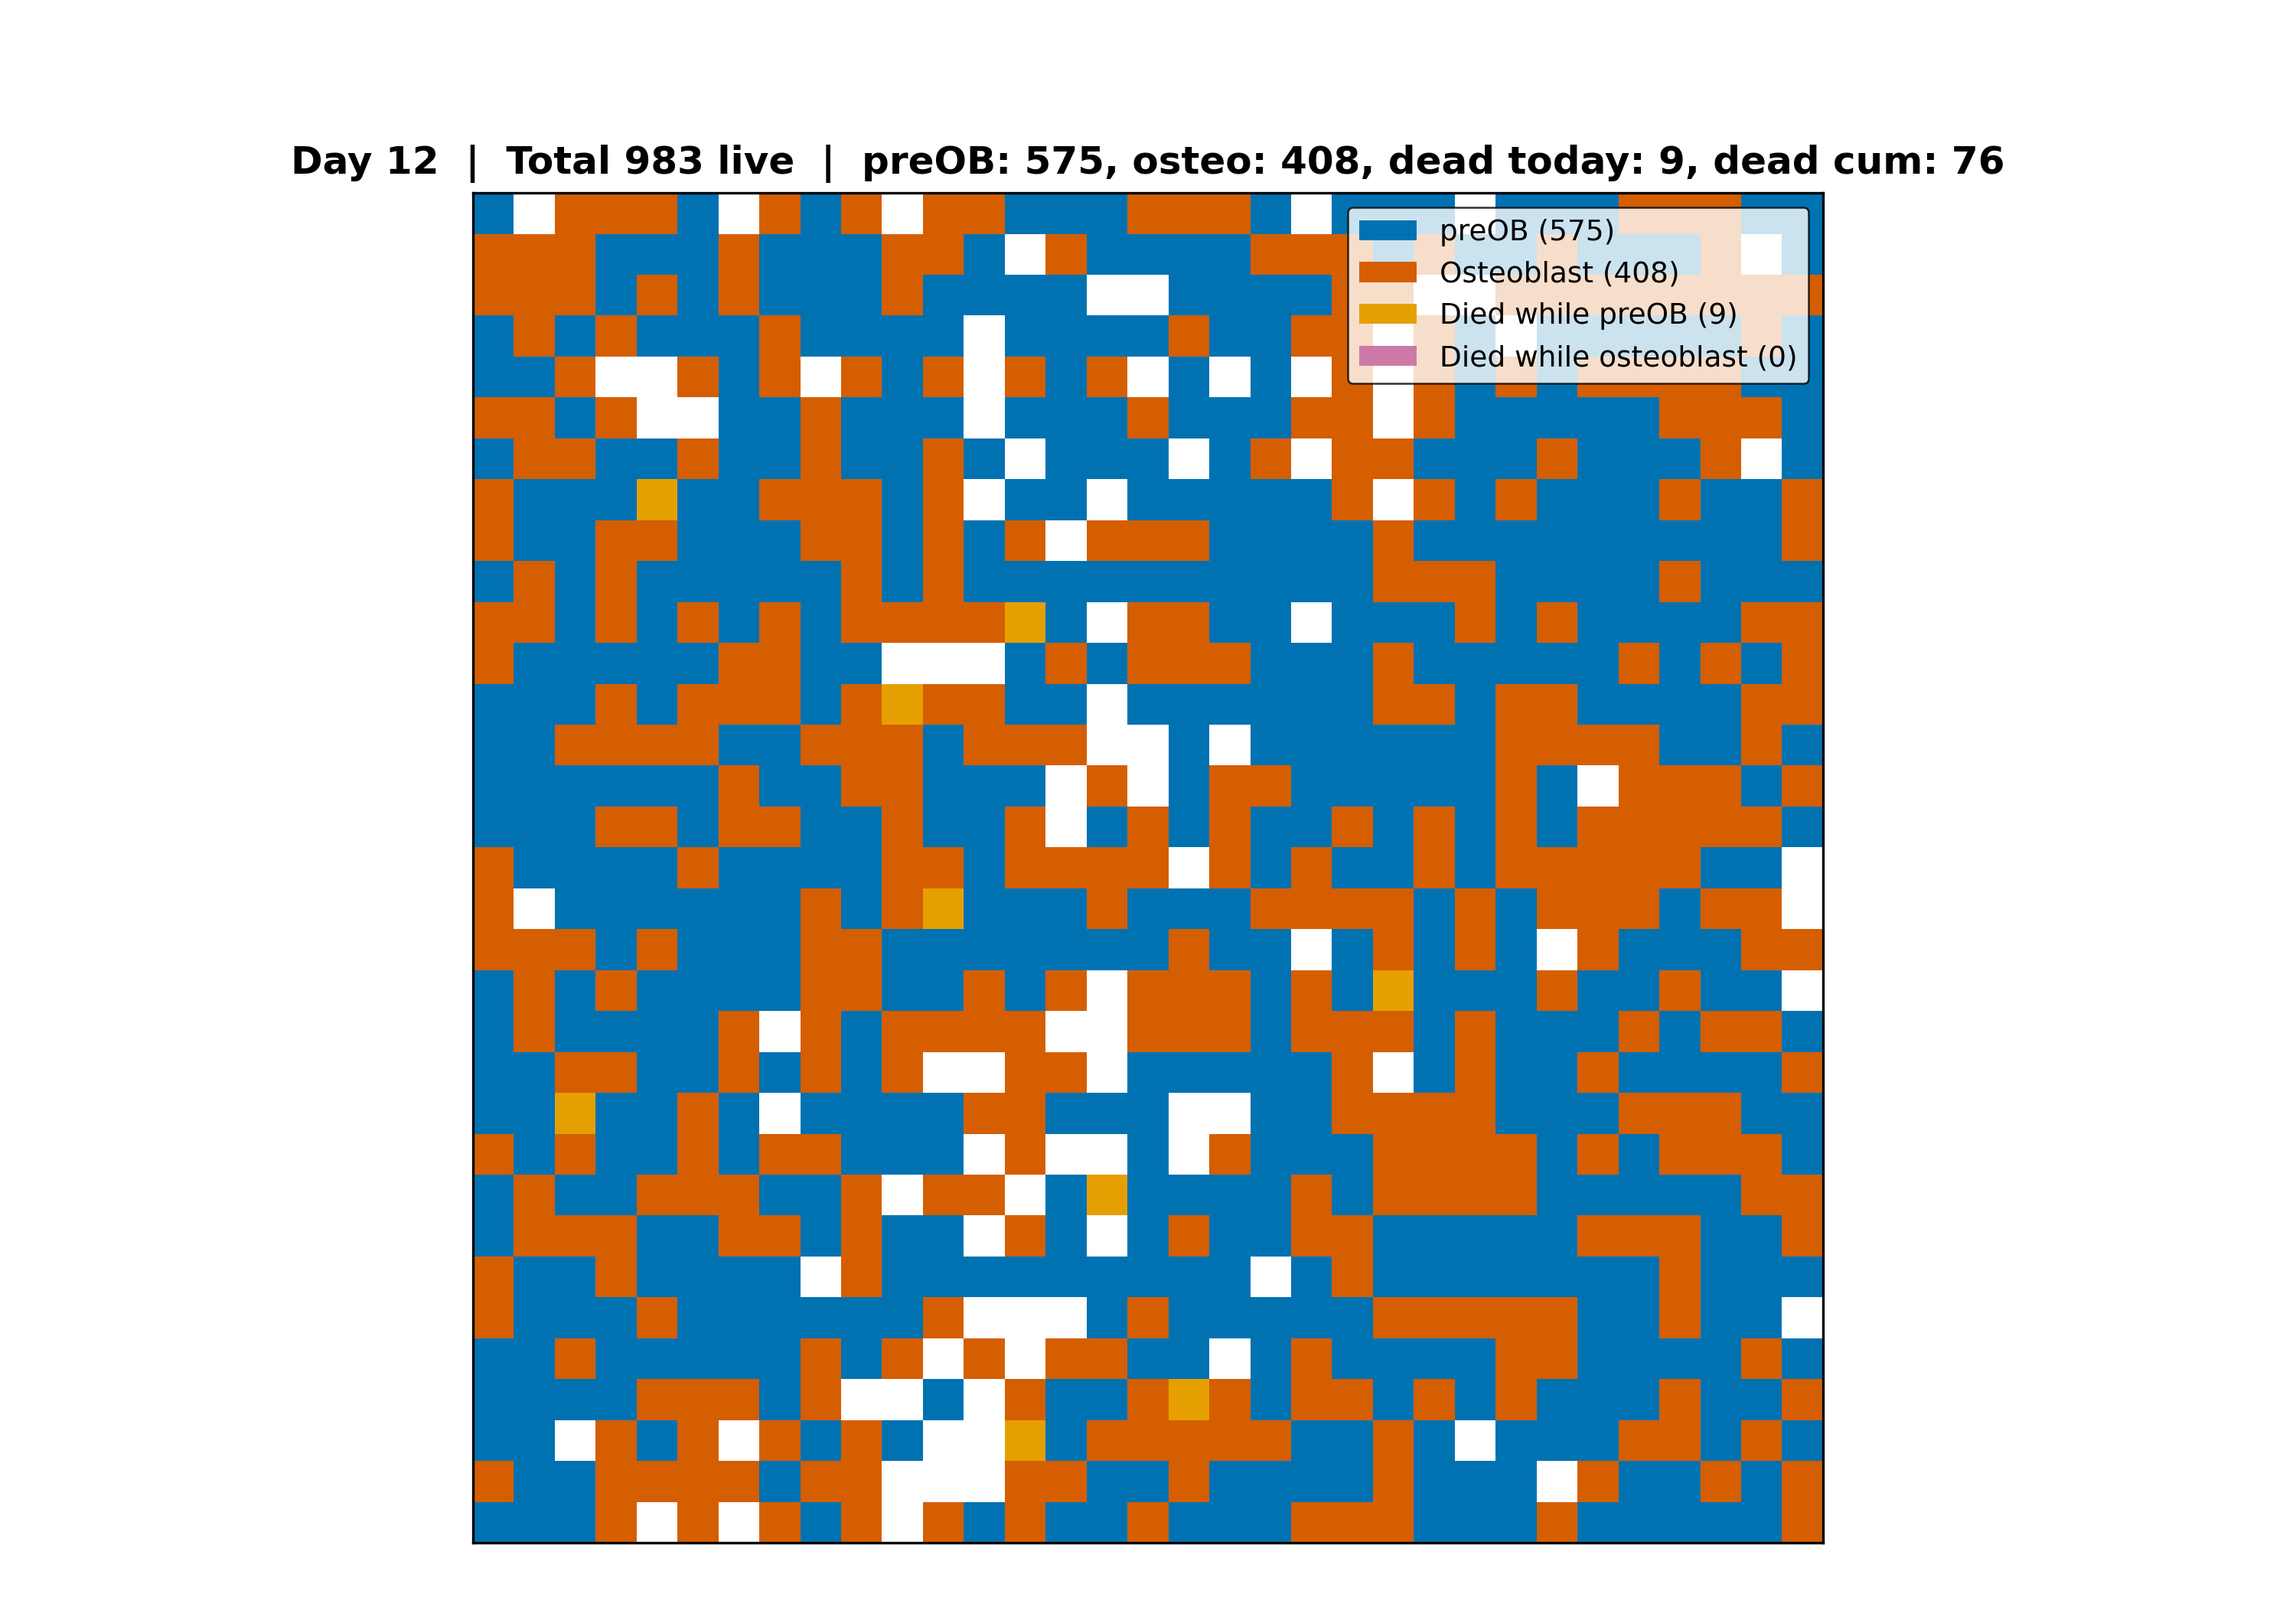 Day 12 | Total 983 live | preOB: 575, osteo: 408, dead today: 9, dead cum: 76
preOB (575)
Osteoblast (408)
Died while preOB (9)
Died while osteoblast (0)